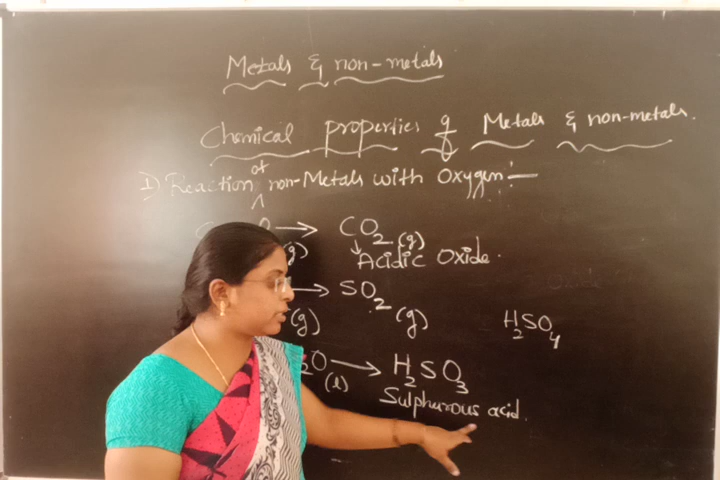 Metals & non-metals
Chemical properties of Metals & non-metals.
1) Reaction of non-Metals with Oxygen:-
→ CO2 (g)
(g) ↓ Acidic Oxide.
→ SO2
(g) (g) H2SO4
2O (l) → H2SO3
Sulphurous acid.